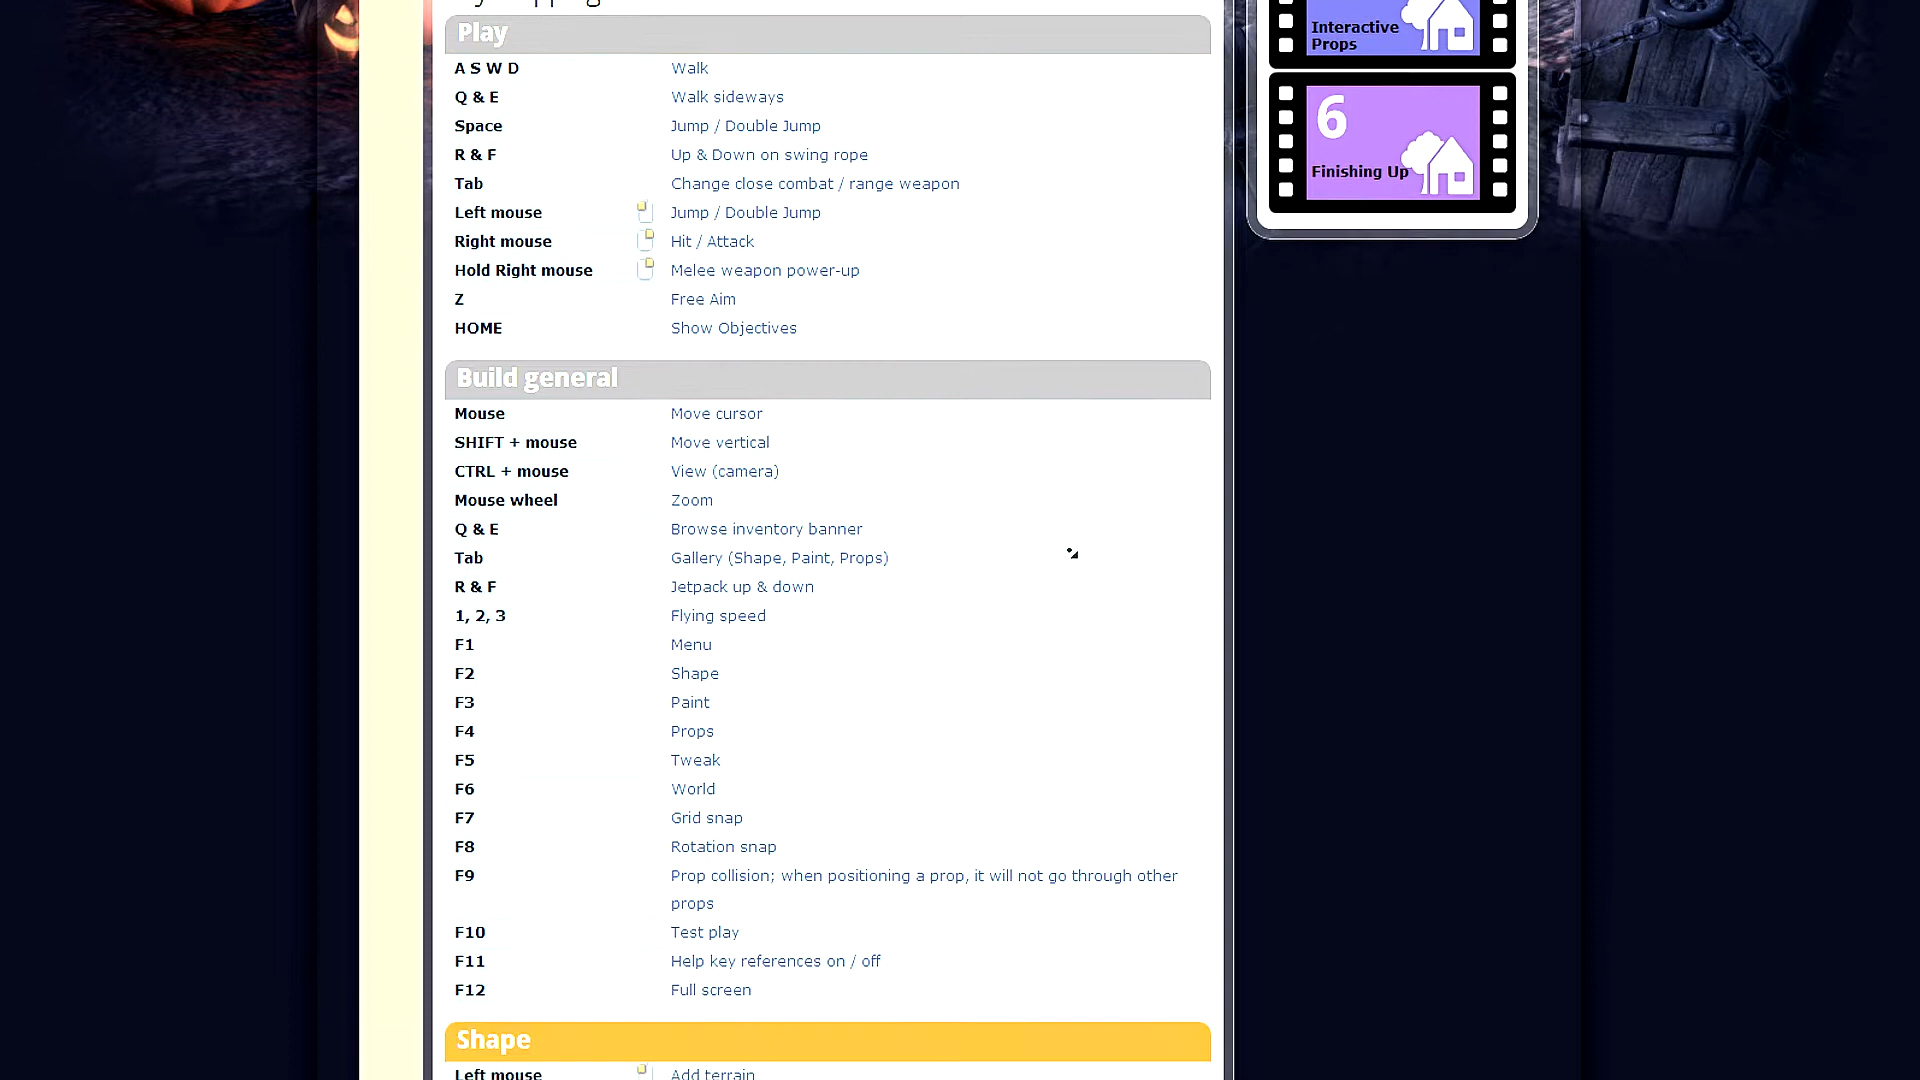 Play
A S W D Walk
Q & E Walk sideways
Space Jump / Double Jump
R & F Up & Down on swing rope
Tab Change close combat / range weapon
Left mouse Jump / Double Jump
Right mouse Hit / Attack
Hold Right mouse Melee weapon power-up
Z Free Aim
HOME Show Objectives
Build general
Mouse Move cursor
SHIFT + mouse Move vertical
CTRL + mouse View (camera)
Mouse wheel Zoom
Q & E Browse inventory banner
Tab Gallery (Shape, Paint, Props)
R & F Jetpack up & down
1, 2, 3 Flying speed
F1 Menu
F2 Shape
F3 Paint
F4 Props
F5 Tweak
F6 World
F7 Grid snap
F8 Rotation snap
F9 Prop collision; when positioning a prop, it will not go through other
props
F10 Test play
F11 Help key references on / off
F12 Full screen
Shape
Left mouse Add terrain
Interactive
Props
6
Finishing Up